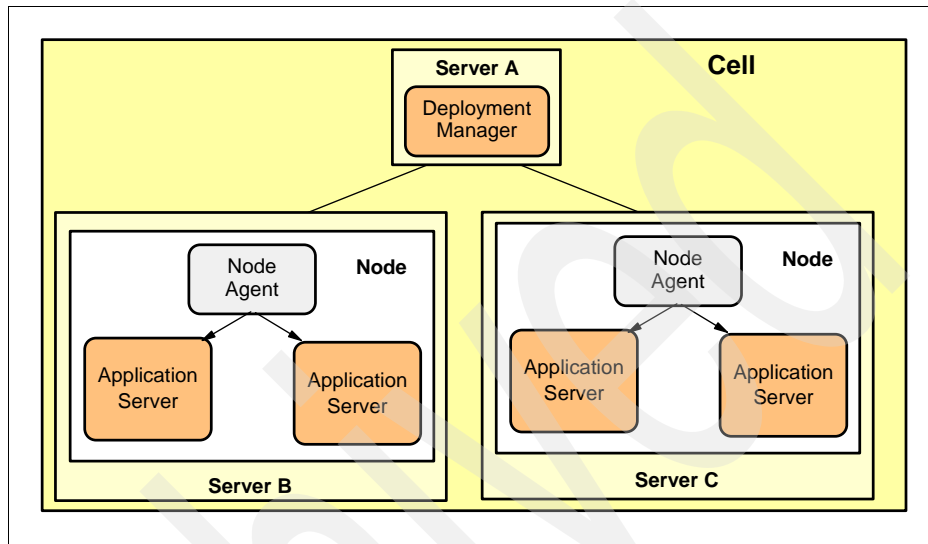 Cell
Server A
Deployment
Manager
Node
Agent
Node
Application
Server
Application
Server
Server B
Node
Agent
Node
Application
Server
Application
Server
Server C